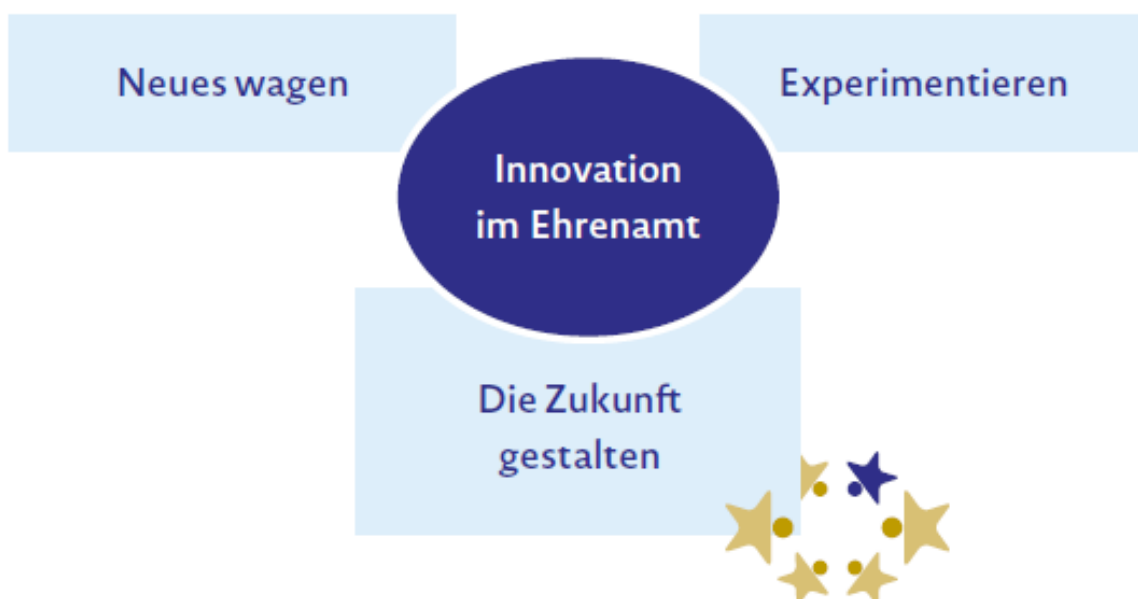 Neues wagen
Experimentieren
Innovation
im Ehrenamt
Die Zukunft
gestalten